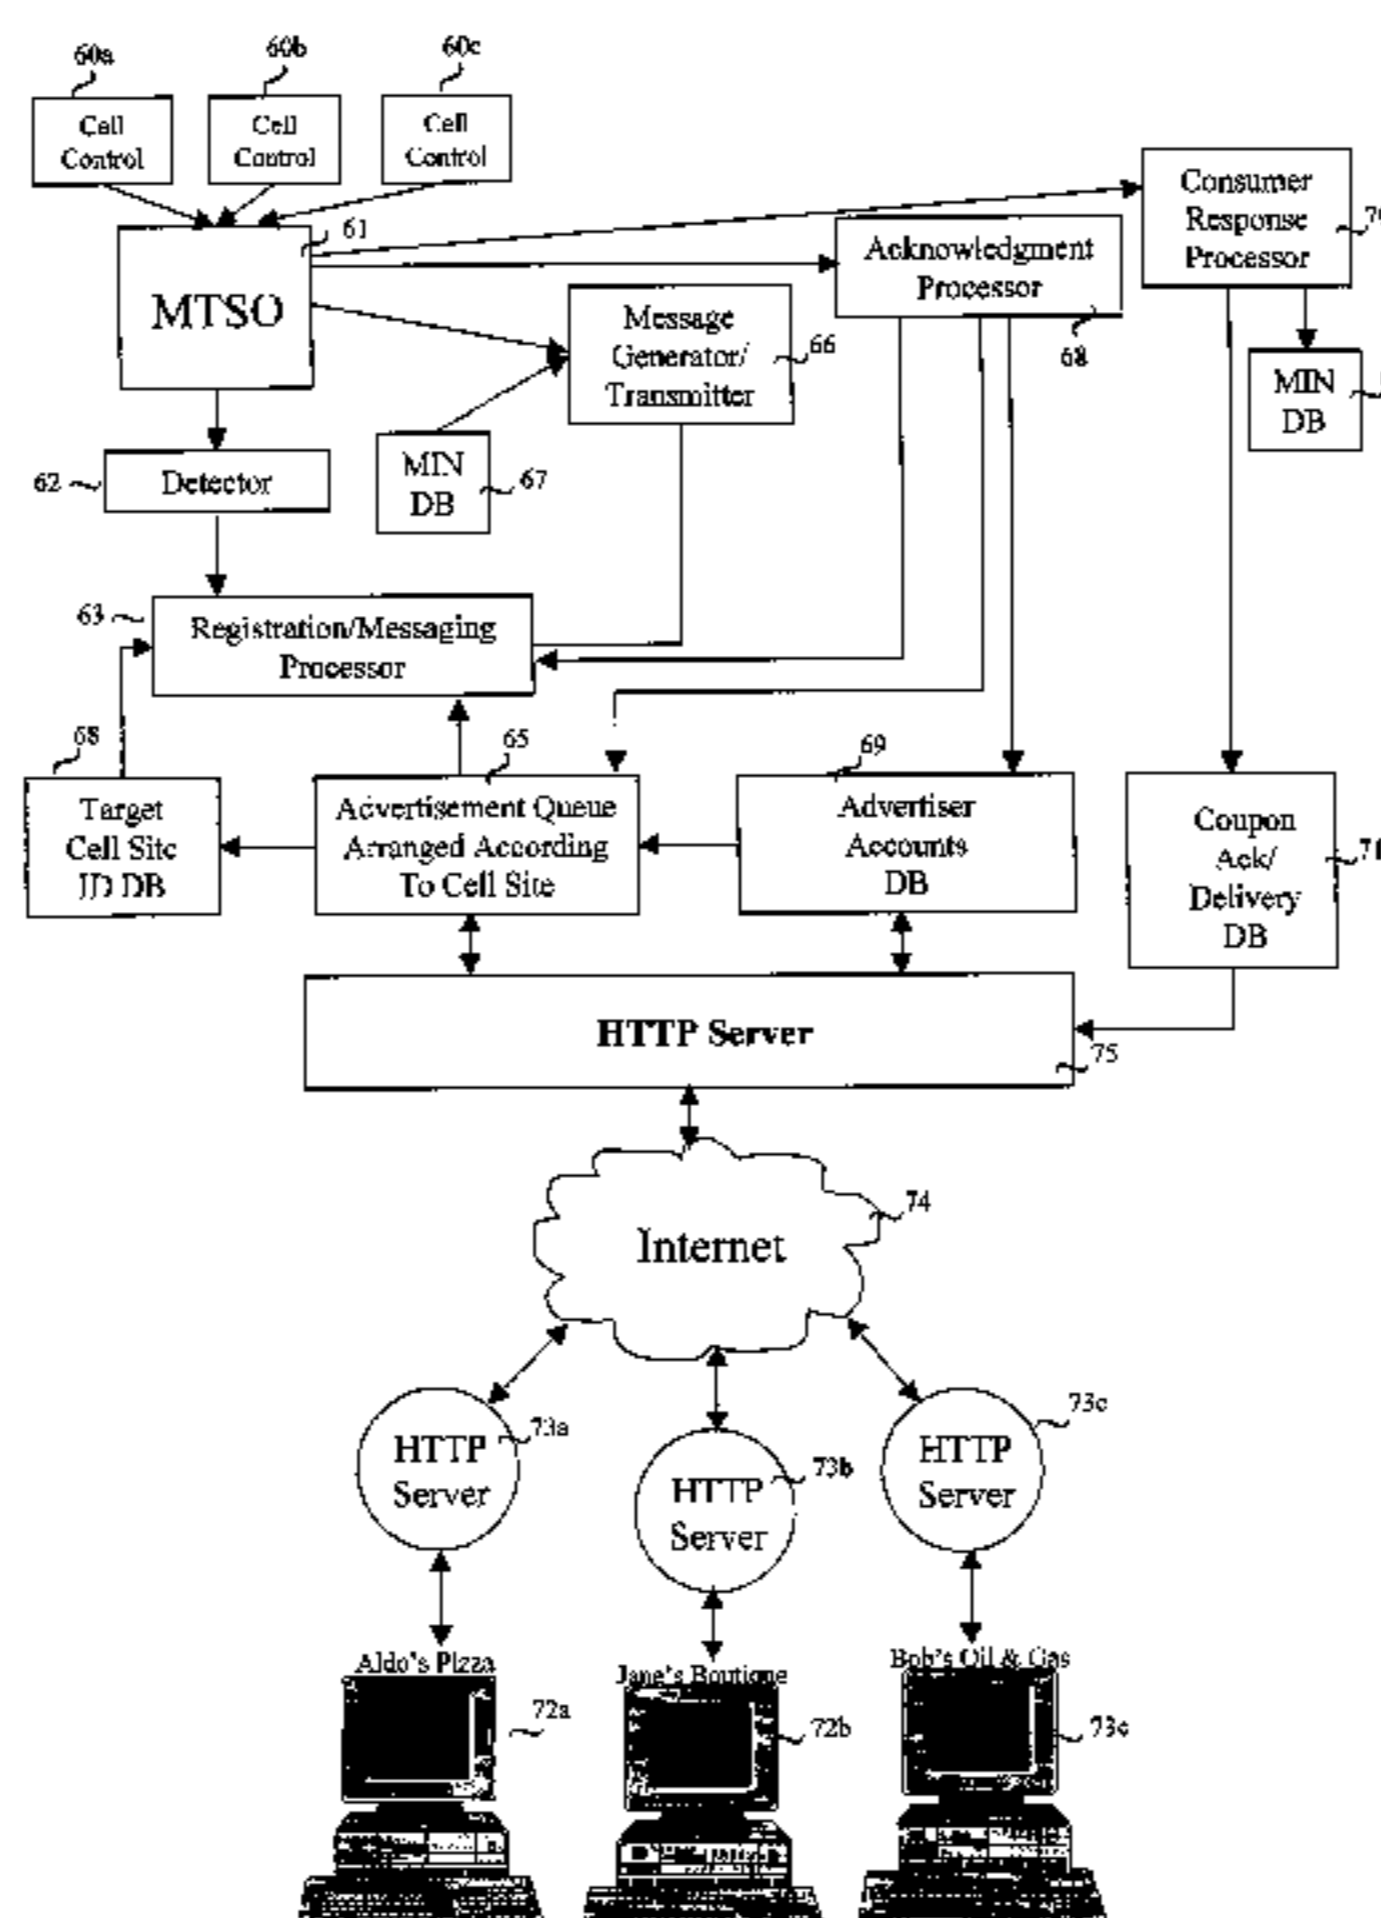 60a
60b
60c
Call
Control
Cell
Control
Cell
Control
61
MTSO
Consumer
Response
Processor
Acknowledgment
Processor
68
Message
Generator/
Transmitter
66
MIN
DB
62
Detector
MIN
DB
67
63
Registration/Messaging
Processor
68
Target
Cell Site
ID DB
65
Advertisement Queue
Arranged According
To Cell Site
69
Advertiser
Accounts
DB
Coupon
Ack/
Delivery
DB
71
HTTP Server
75
Internet
74
HTTP
Server
73a
HTTP
Server
73b
HTTP
Server
73c
Aldo's Pizza
72a
Jane's Boutique
72b
Bob's Oil & Gas
73c